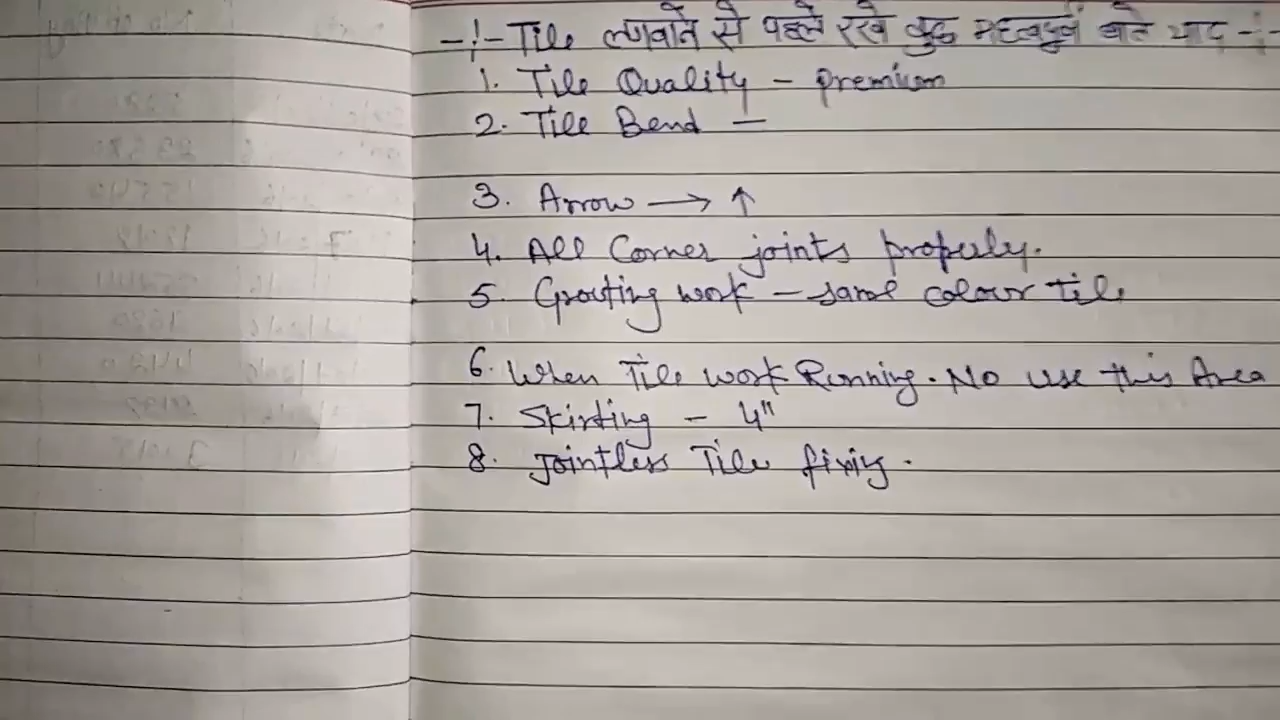 -:- Tile लगवाने से पहले रखे कुछ महत्वपूर्ण बाते याद -:-
1. Tile Quality - premium
2. Tile Bend -
3. Arrow → ↑
4. All Corner joints properly.
5. Grouting work - same colour tile
6. When Tile work Running. No use this Area
7. Skirting - 4"
8. Jointless Tile fixing.